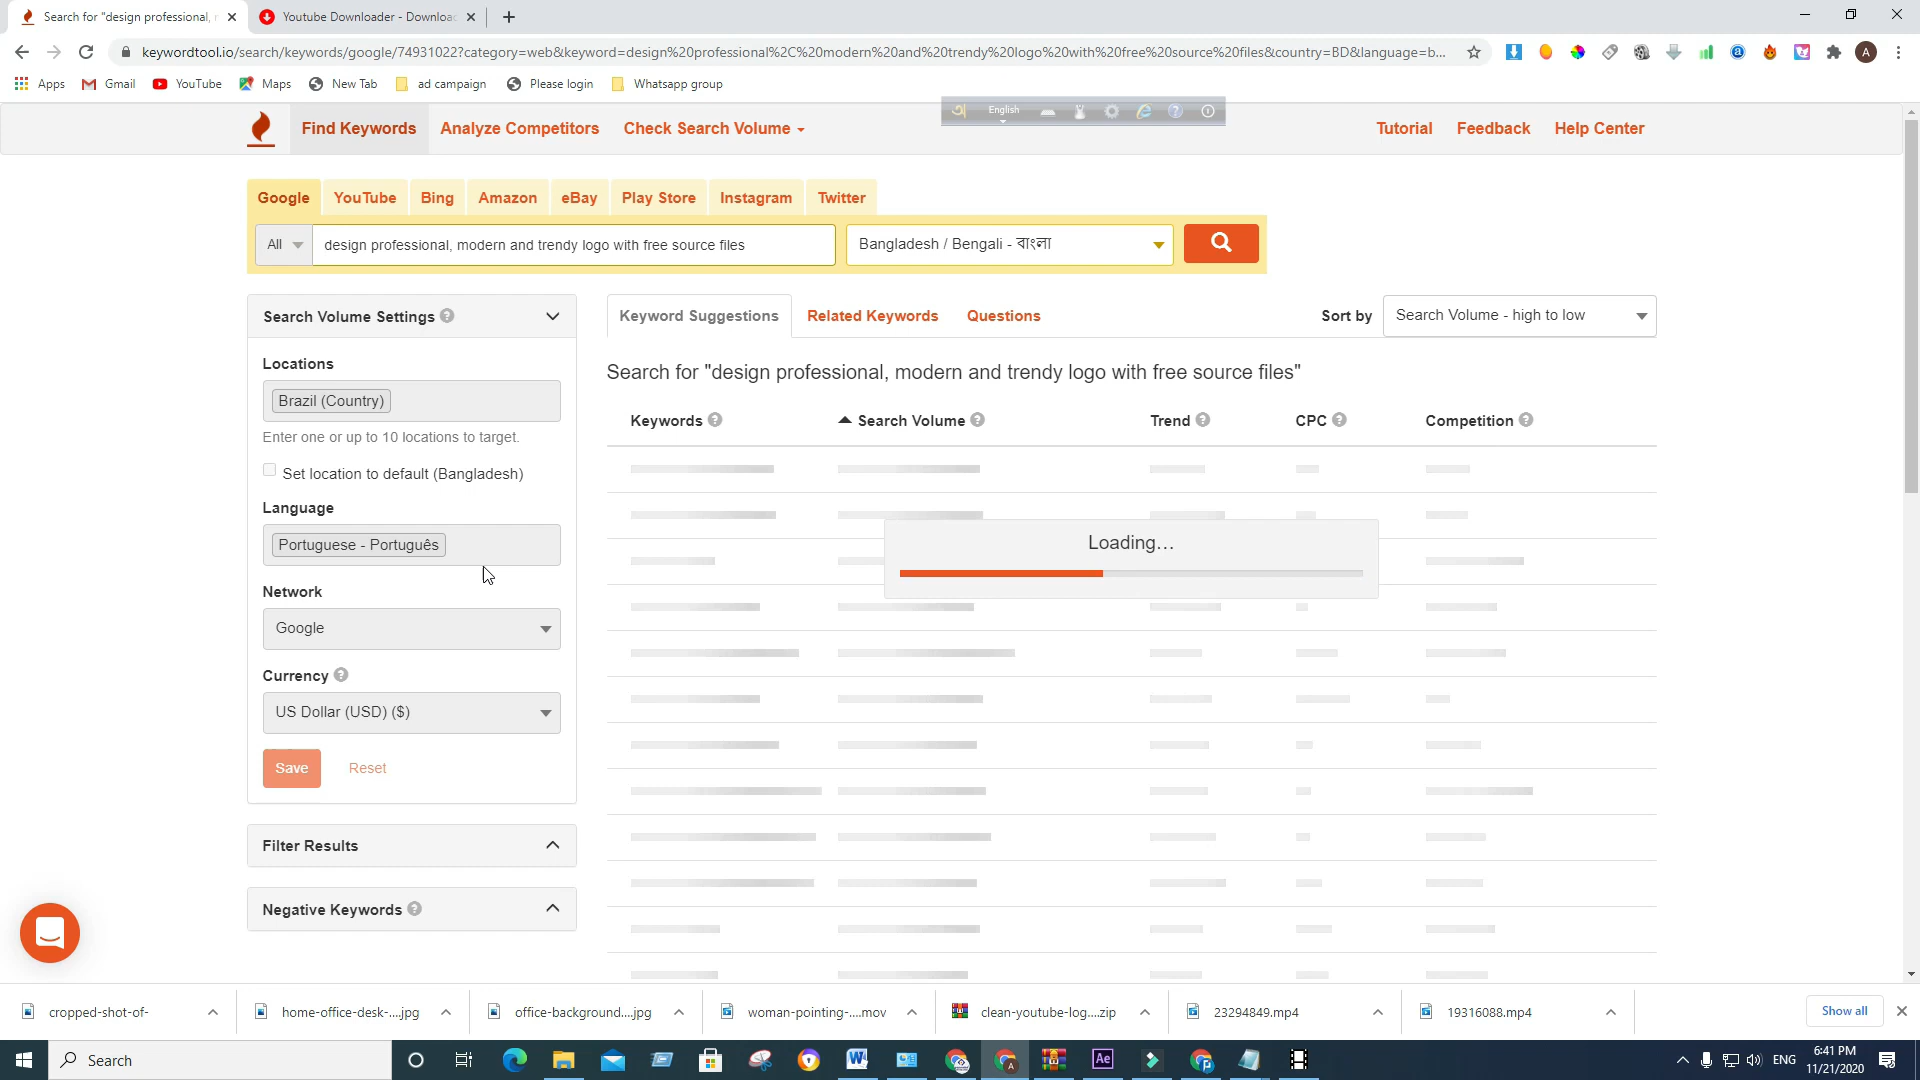 Search for "design professional, r
Youtube Downloader - Downloac
keywordtool.io/search/keywords/google/74931022?category=web&keyword=design%20professional%2C%20modern%20and%20trendy%20logo%20with%20free%20source%20files&country=BD&language=b...
A
Apps
Gmail
YouTube
Maps
New Tab
ad campaign
Please login
Whatsapp group
অ English
Find Keywords
Analyze Competitors
Check Search Volume
Tutorial
Feedback
Help Center
Google
YouTube
Bing
Amazon
eBay
Play Store
Instagram
Twitter
All
design professional, modern and trendy logo with free source files
Bangladesh / Bengali - বাংলা
Search Volume Settings ?
Keyword Suggestions
Related Keywords
Questions
Sort by
Search Volume - high to low
Locations
Brazil (Country)
Enter one or up to 10 locations to target.
Set location to default (Bangladesh)
Language
Portuguese - Português
Network
Google
Currency ?
US Dollar (USD) ($)
Save
Reset
Filter Results
Negative Keywords ?
Search for "design professional, modern and trendy logo with free source files"
Keywords ?
Search Volume ?
Trend ?
CPC ?
Competition ?
Loading...
cropped-shot-of-
home-office-desk-....jpg
office-background....jpg
woman-pointing-....mov
clean-youtube-log....zip
23294849.mp4
19316088.mp4
Show all
Search
W
A
Ae
ENG
6:41 PM
11/21/2020